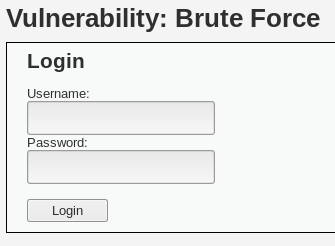 Vulnerability: Brute Force
Login
Username:
Password:
Login